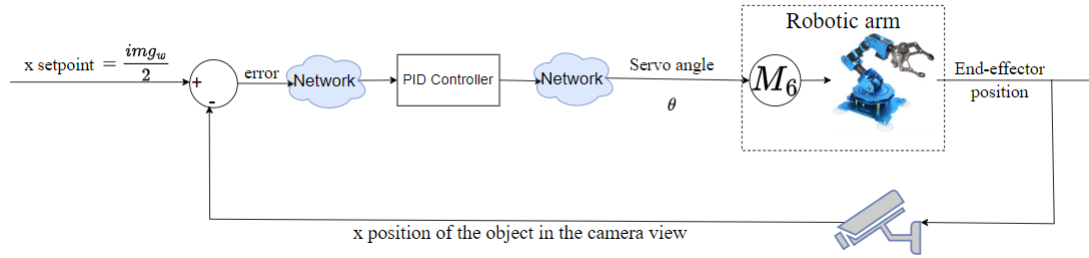 Robotic arm
x setpoint = img_w / 2
+
-
error
Network
PID Controller
Network
Servo angle
θ
M_6
End-effector
position
x position of the object in the camera view